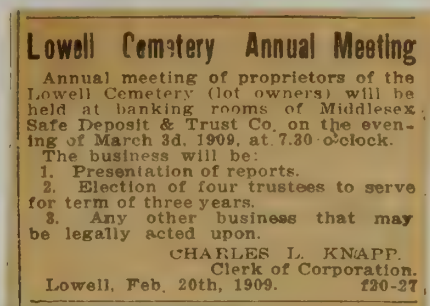 Lowell Cemetery Annual Meeting
Annual meeting of proprietors of the
Lowell Cemetery (lot owners) will be
held at banking rooms of Middlesex
Safe Deposit & Trust Co. on the even-
ing of March 3d, 1909, at 7.30 o'clock.
The business will be:
1. Presentation of reports.
2. Election of four trustees to serve
for term of three years.
3. Any other business that may
be legally acted upon.
CHARLES L. KNAPP.
Clerk of Corporation.
Lowell, Feb. 20th, 1909. f20-27